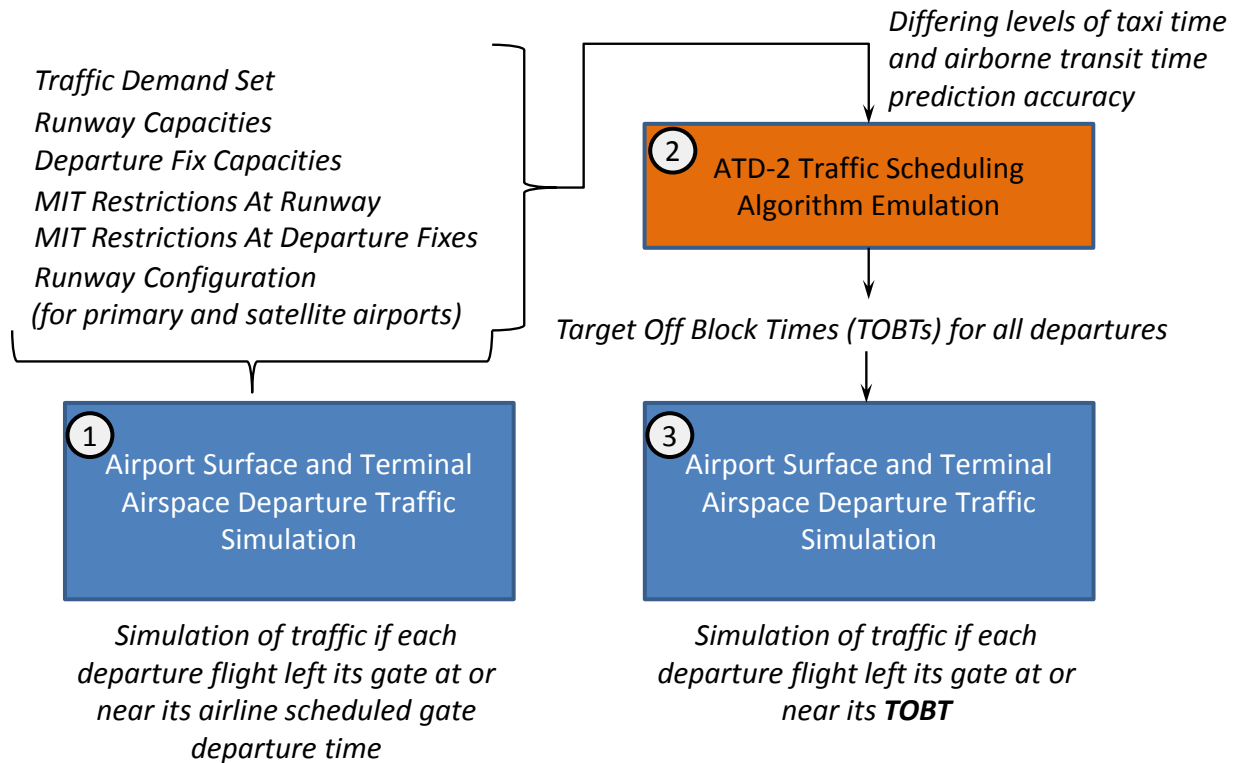 Differing levels of taxi time
and airborne transit time
prediction accuracy
Traffic Demand Set
Runway Capacities
Departure Fix Capacities
MIT Restrictions At Runway
MIT Restrictions At Departure Fixes
Runway Configuration
(for primary and satellite airports)
2
ATD-2 Traffic Scheduling
Algorithm Emulation
Target Off Block Times (TOBTs) for all departures
1
Airport Surface and Terminal
Airspace Departure Traffic
Simulation
3
Airport Surface and Terminal
Airspace Departure Traffic
Simulation
Simulation of traffic if each
departure flight left its gate at or
near its airline scheduled gate
departure time
Simulation of traffic if each
departure flight left its gate at or
near its TOBT